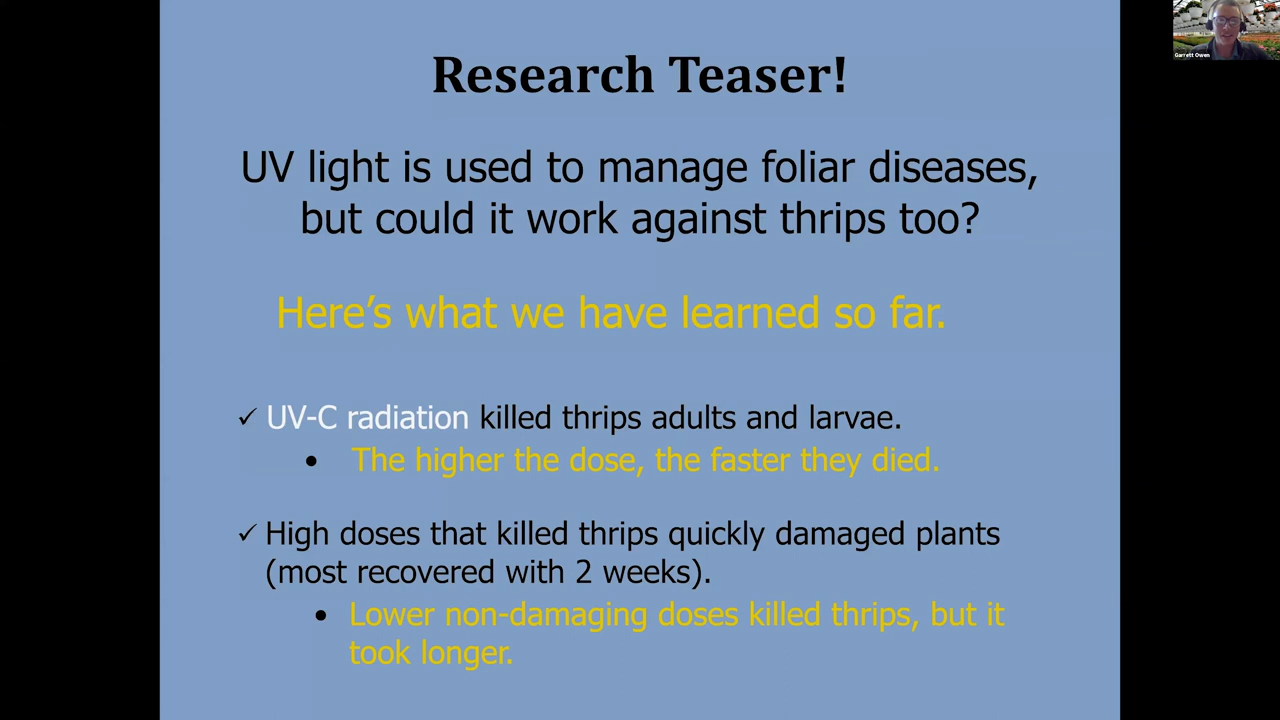 Research Teaser!
UV light is used to manage foliar diseases,
but could it work against thrips too?
Here’s what we have learned so far.
✓ UV-C radiation killed thrips adults and larvae.
• The higher the dose, the faster they died.
✓ High doses that killed thrips quickly damaged plants
(most recovered with 2 weeks).
• Lower non-damaging doses killed thrips, but it
took longer.
Garrett Owen